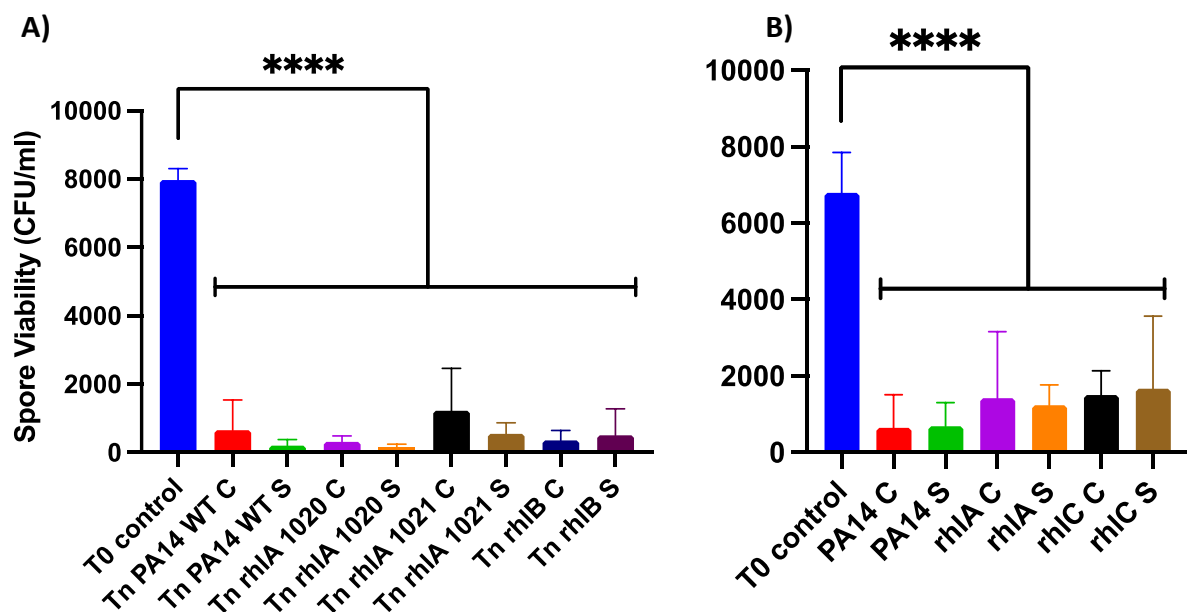 A)
****
10000
8000
6000
4000
2000
0
Spore Viability (CFU/ml)
T0 control
Tn PA14 WT C
Tn PA14 WT S
Tn rhlA 1020 C
Tn rhlA 1020 S
Tn rhlA 1021 C
Tn rhlA 1021 S
Tn rhlB C
Tn rhlB S
B)
****
10000
8000
6000
4000
2000
0
T0 control
PA14 C
PA14 S
rhlA C
rhlA S
rhlC C
rhlC S